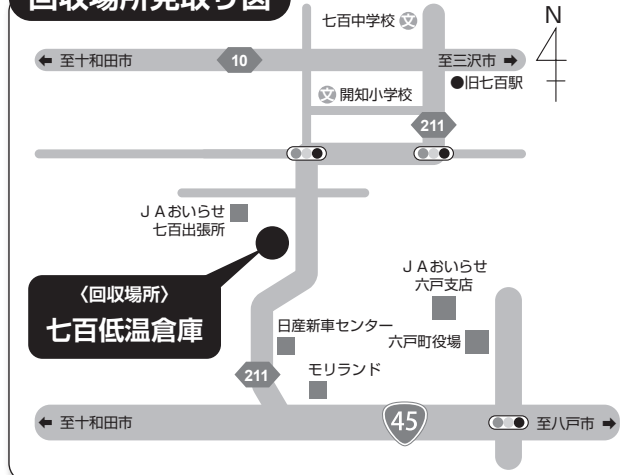 回収場所見取り図
七百中学校 文
N
← 至十和田市
10
至三沢市 →
●旧七百駅
文 開知小学校
211
ＪＡおいらせ
七百出張所
〈回収場所〉
七百低温倉庫
ＪＡおいらせ
六戸支店
日産新車センター
六戸町役場
モリランド
211
← 至十和田市
45
至八戸市 →